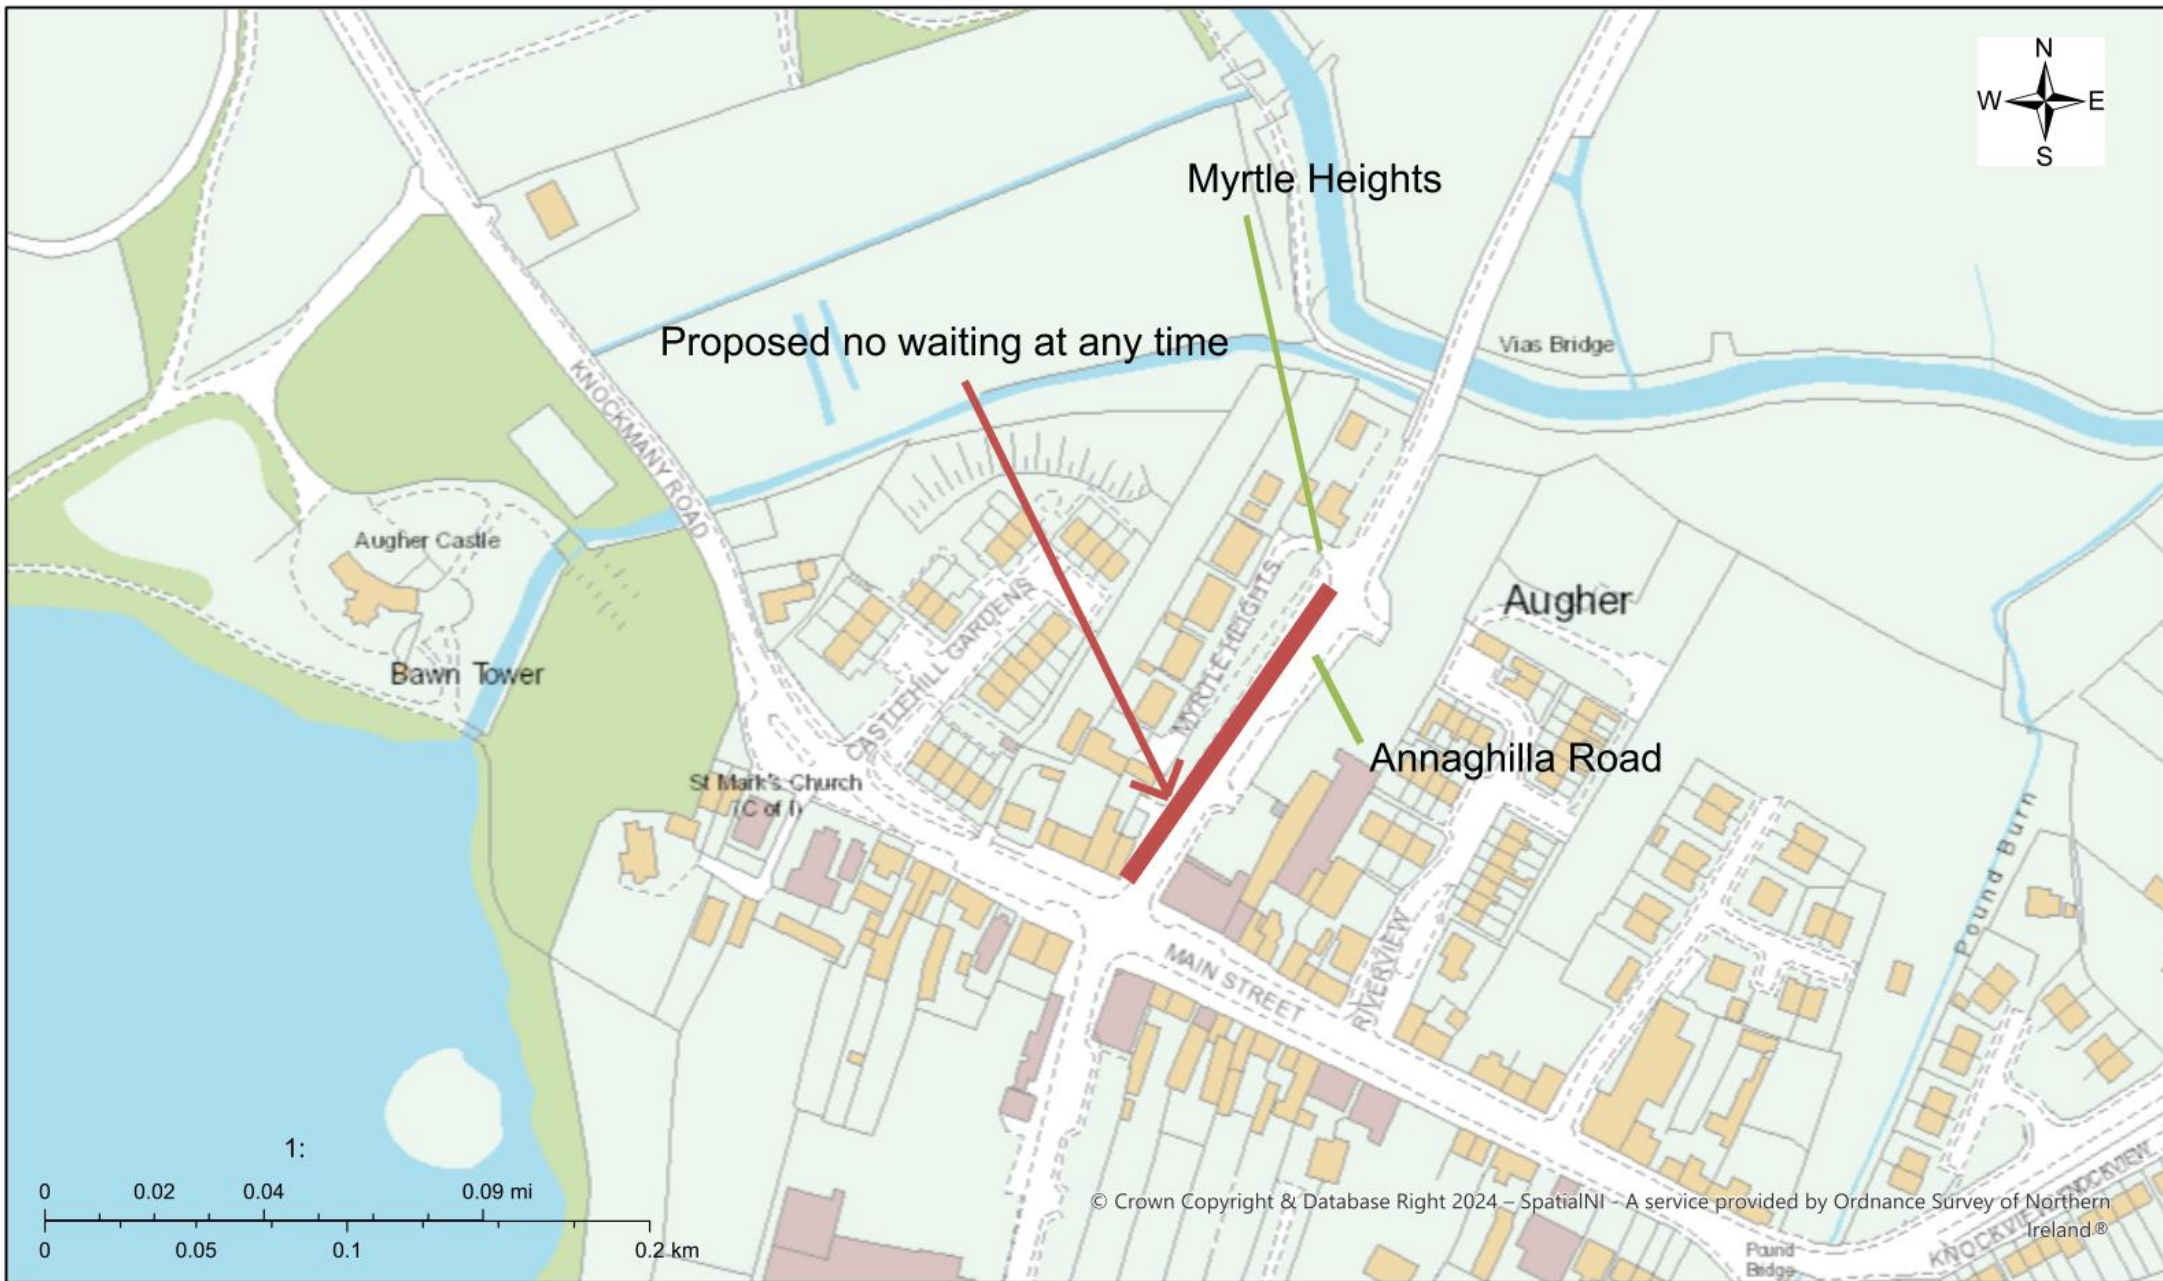 N
W E
S
Myrtle Heights
Proposed no waiting at any time
Vias Bridge
KNOCKMANY ROAD
Augher Castle
Augher
CASTLEHILL GARDENS
MYRTLE HEIGHTS
Bawn Tower
Annaghilla Road
St Mark's Church
(C of I)
Pound Burn
MAIN STREET
RIVERVIEW
1:
0 0.02 0.04 0.09 mi
0 0.05 0.1 0.2 km
© Crown Copyright & Database Right 2024 – SpatialNI - A service provided by Ordnance Survey of Northern
Ireland®
Pound
Bridge
KNOCKVIEW
KNOCKVIEW